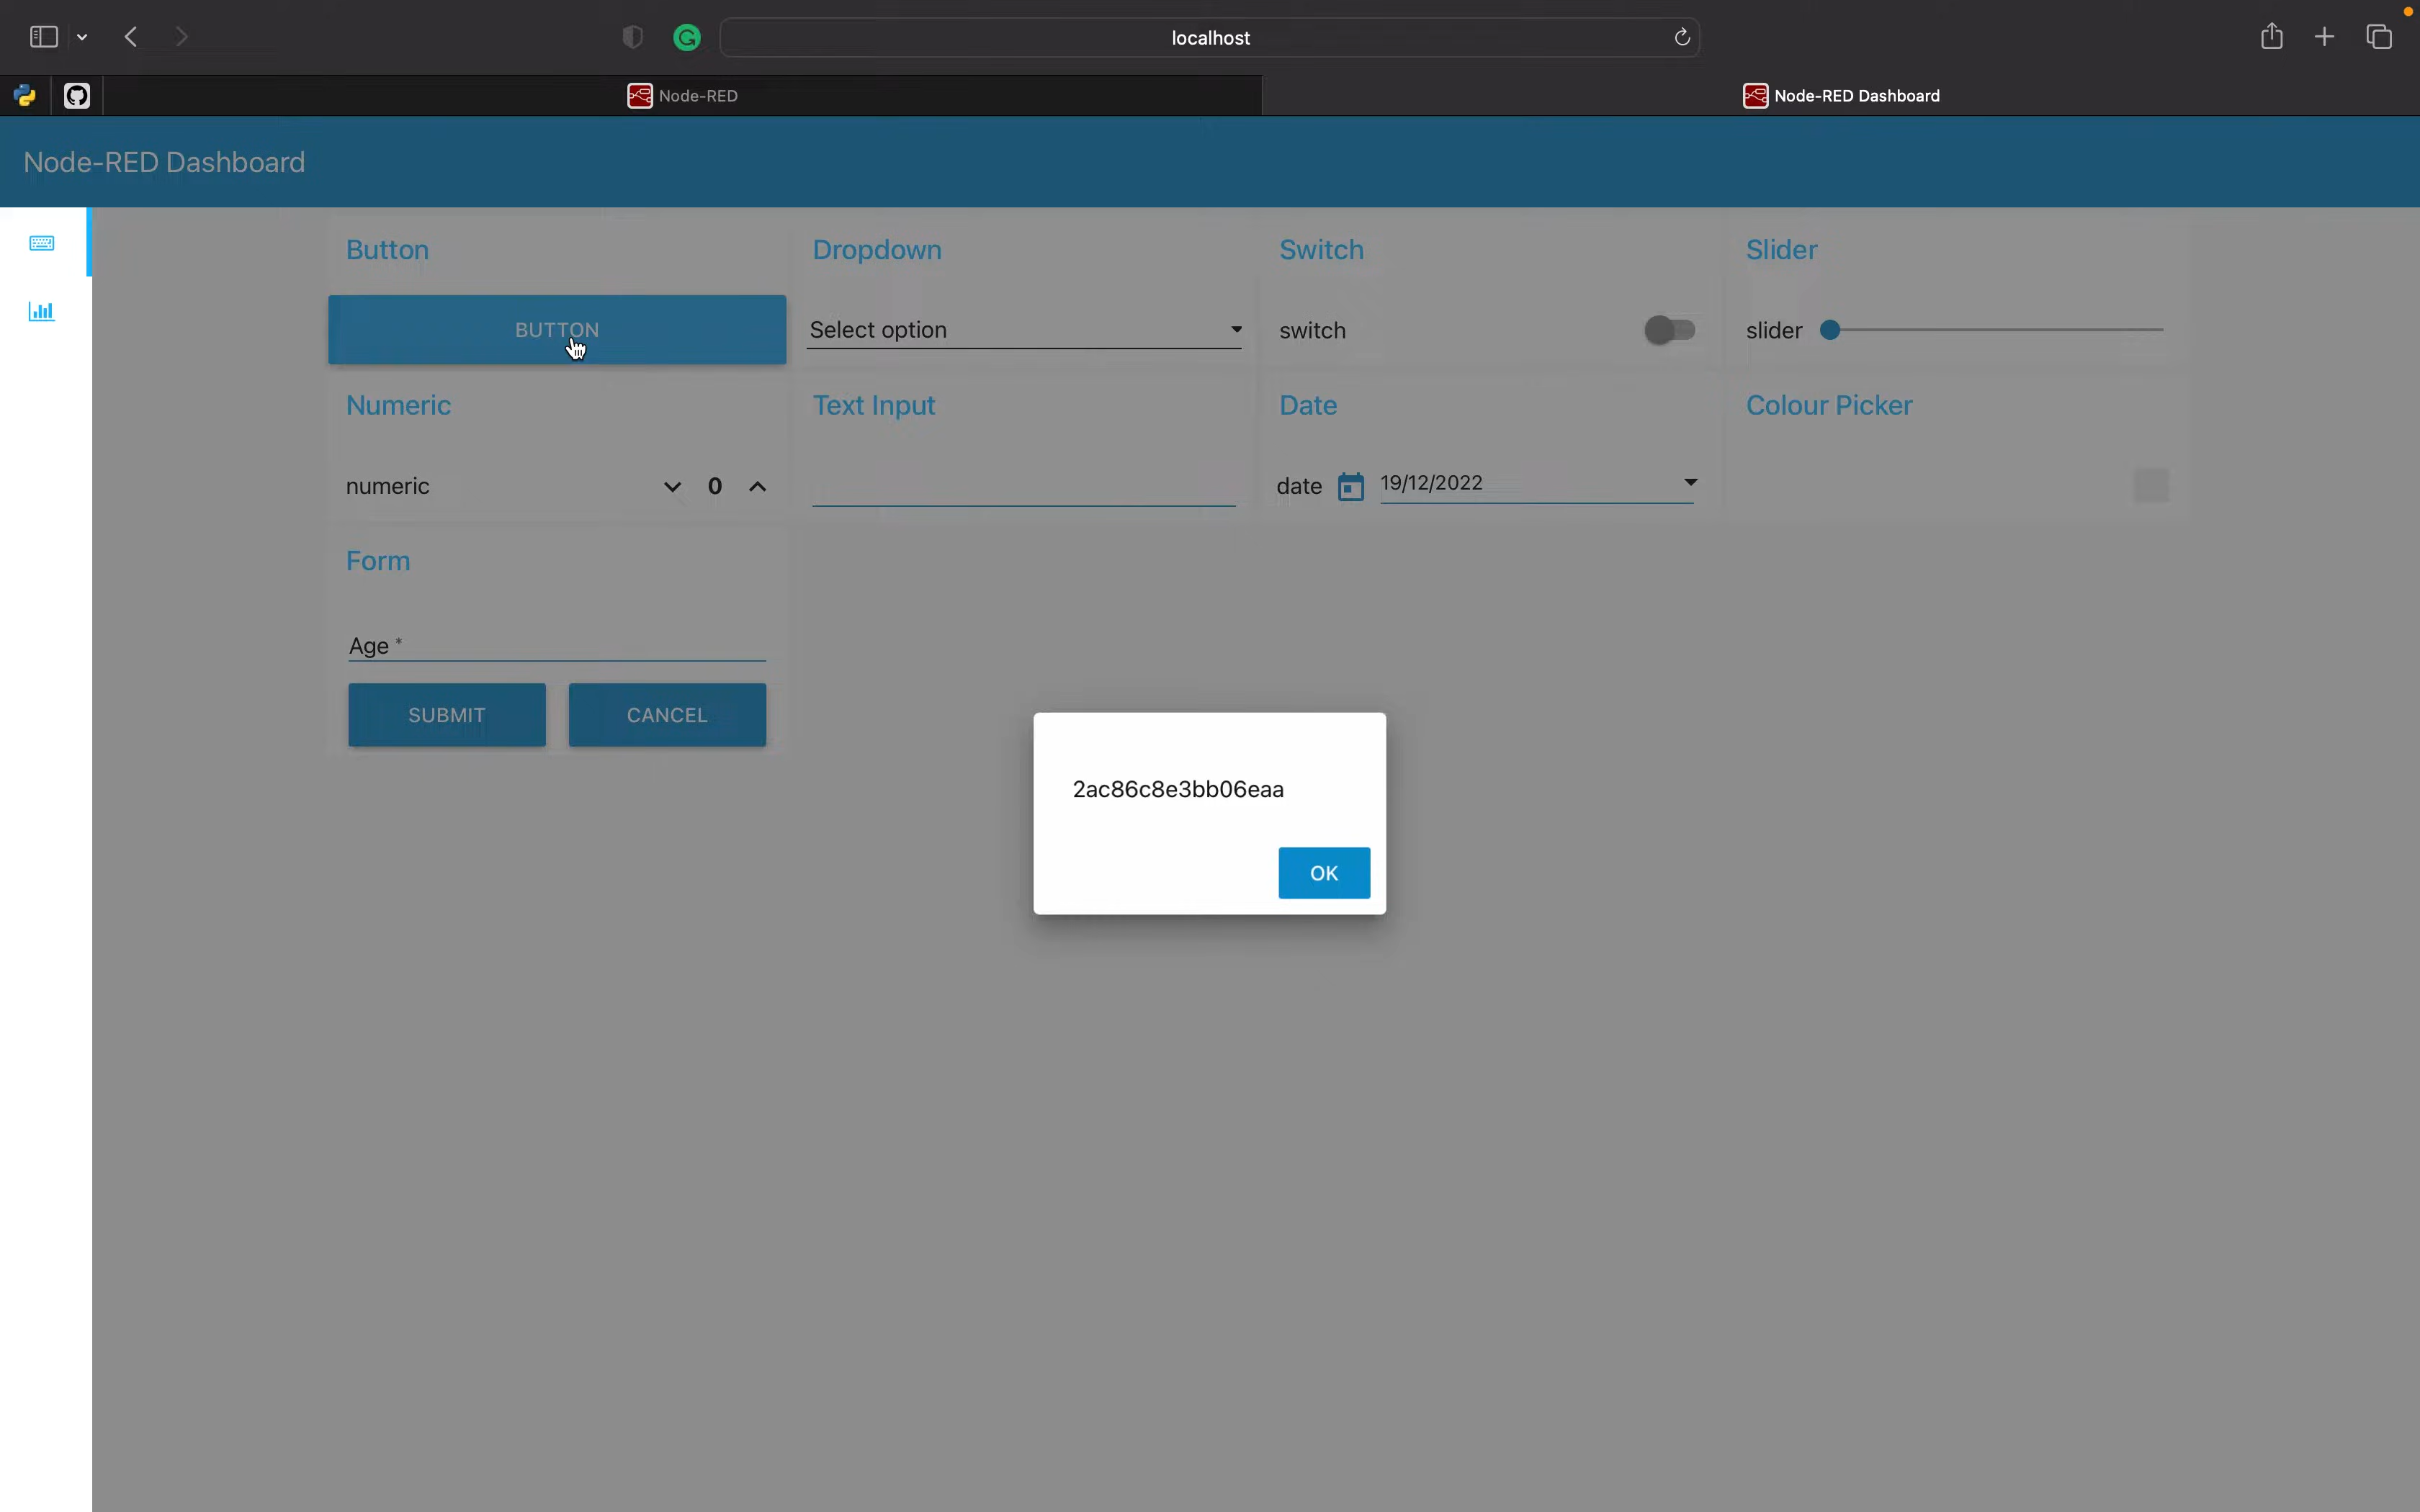 localhost
Node-RED
Node-RED Dashboard
Node-RED Dashboard
Button
Dropdown
Switch
Slider
BUTTON
Select option
switch
slider
Numeric
Text Input
Date
Colour Picker
numeric
0
date
19/12/2022
Form
Age *
SUBMIT
CANCEL
2ac86c8e3bb06eaa
OK